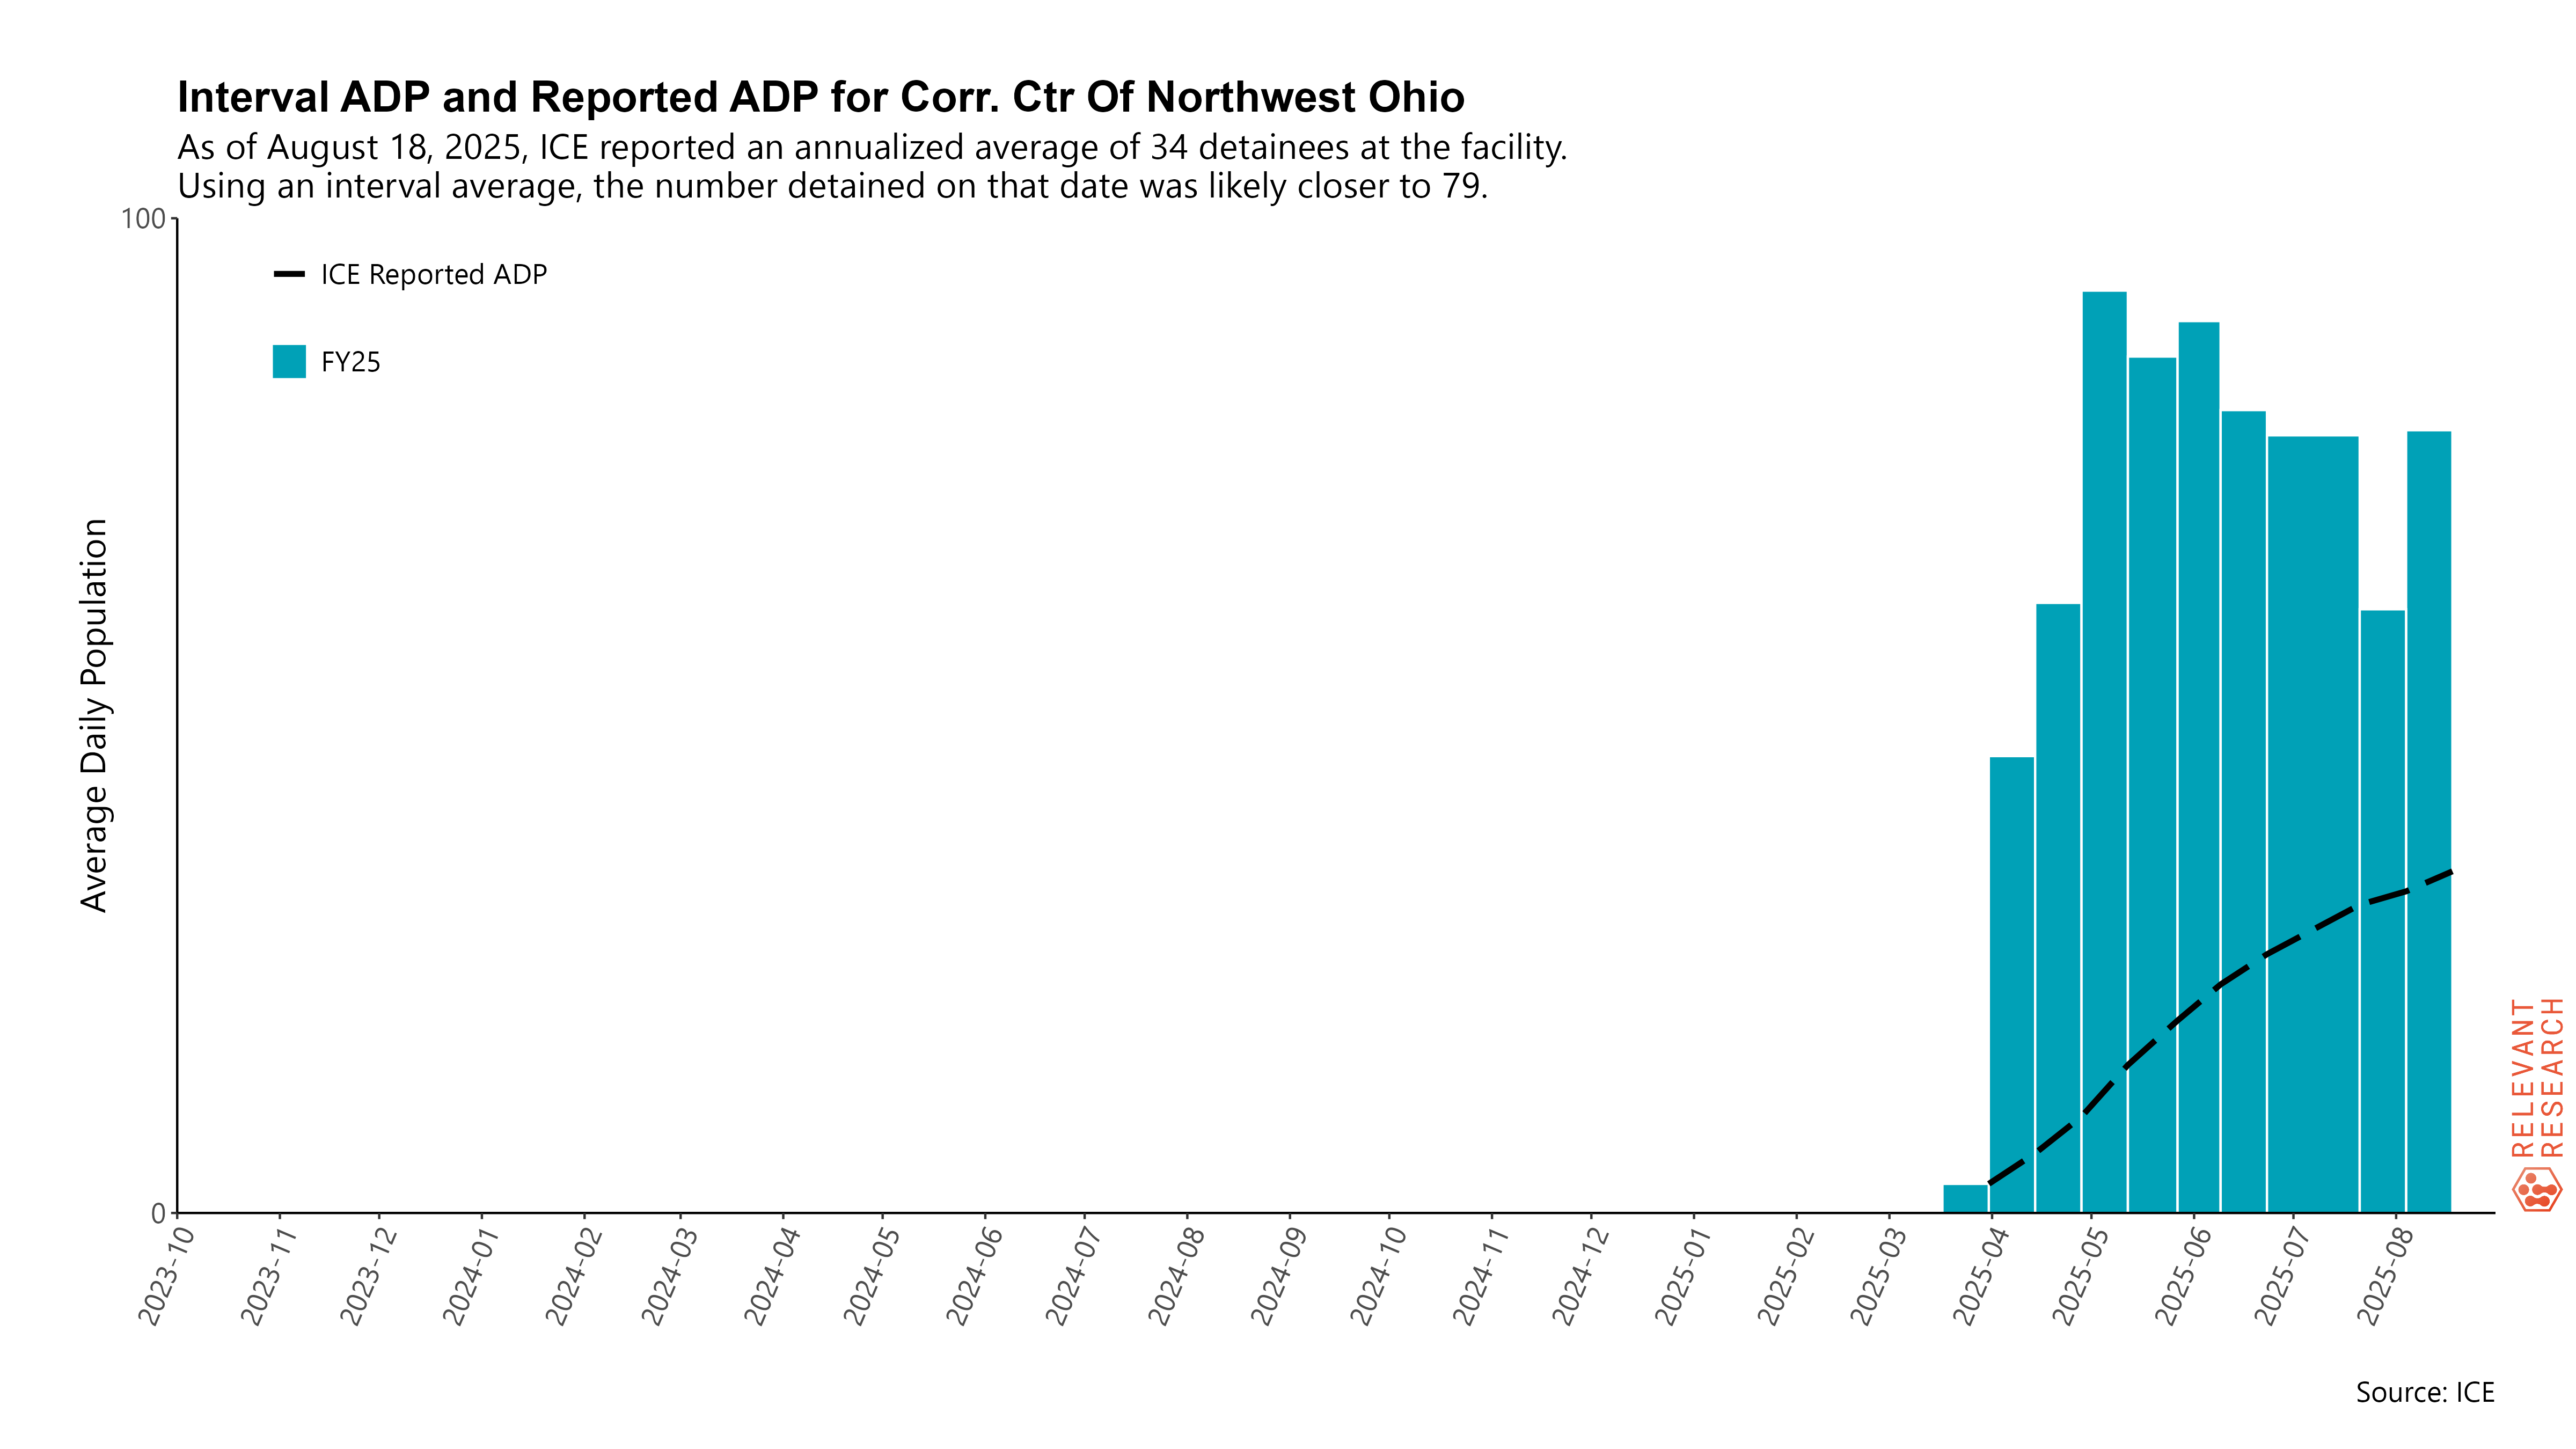 Interval ADP and Reported ADP for Corr. Ctr Of Northwest Ohio
As of August 18, 2025, ICE reported an annualized average of 34 detainees at the facility.
Using an interval average, the number detained on that date was likely closer to 79.
100
ICE Reported ADP
FY25
Average Daily Population
0
2023-10
2023-11
2023-12
2024-01
2024-02
2024-03
2024-04
2024-05
2024-06
2024-07
2024-08
2024-09
2024-10
2024-11
2024-12
2025-01
2025-02
2025-03
2025-04
2025-05
2025-06
2025-07
2025-08
RELEVANT
RESEARCH
Source: ICE